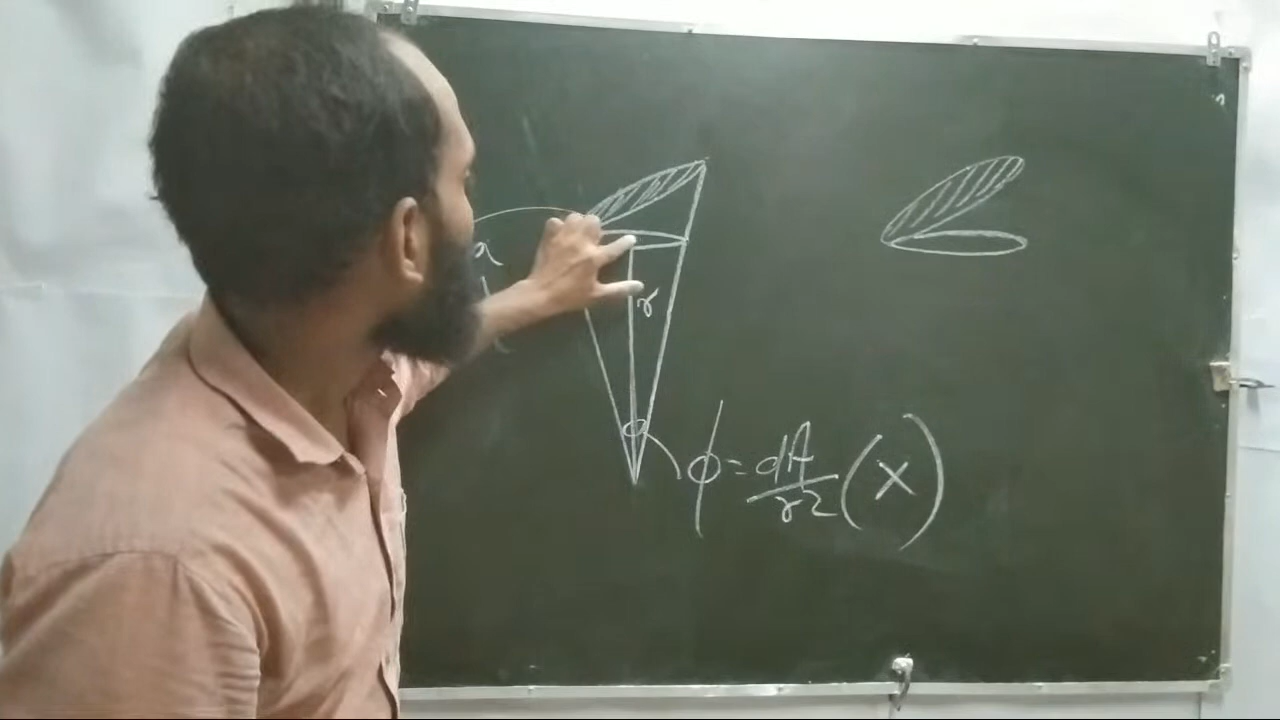 a
r
ϕ = dA/r² (×)